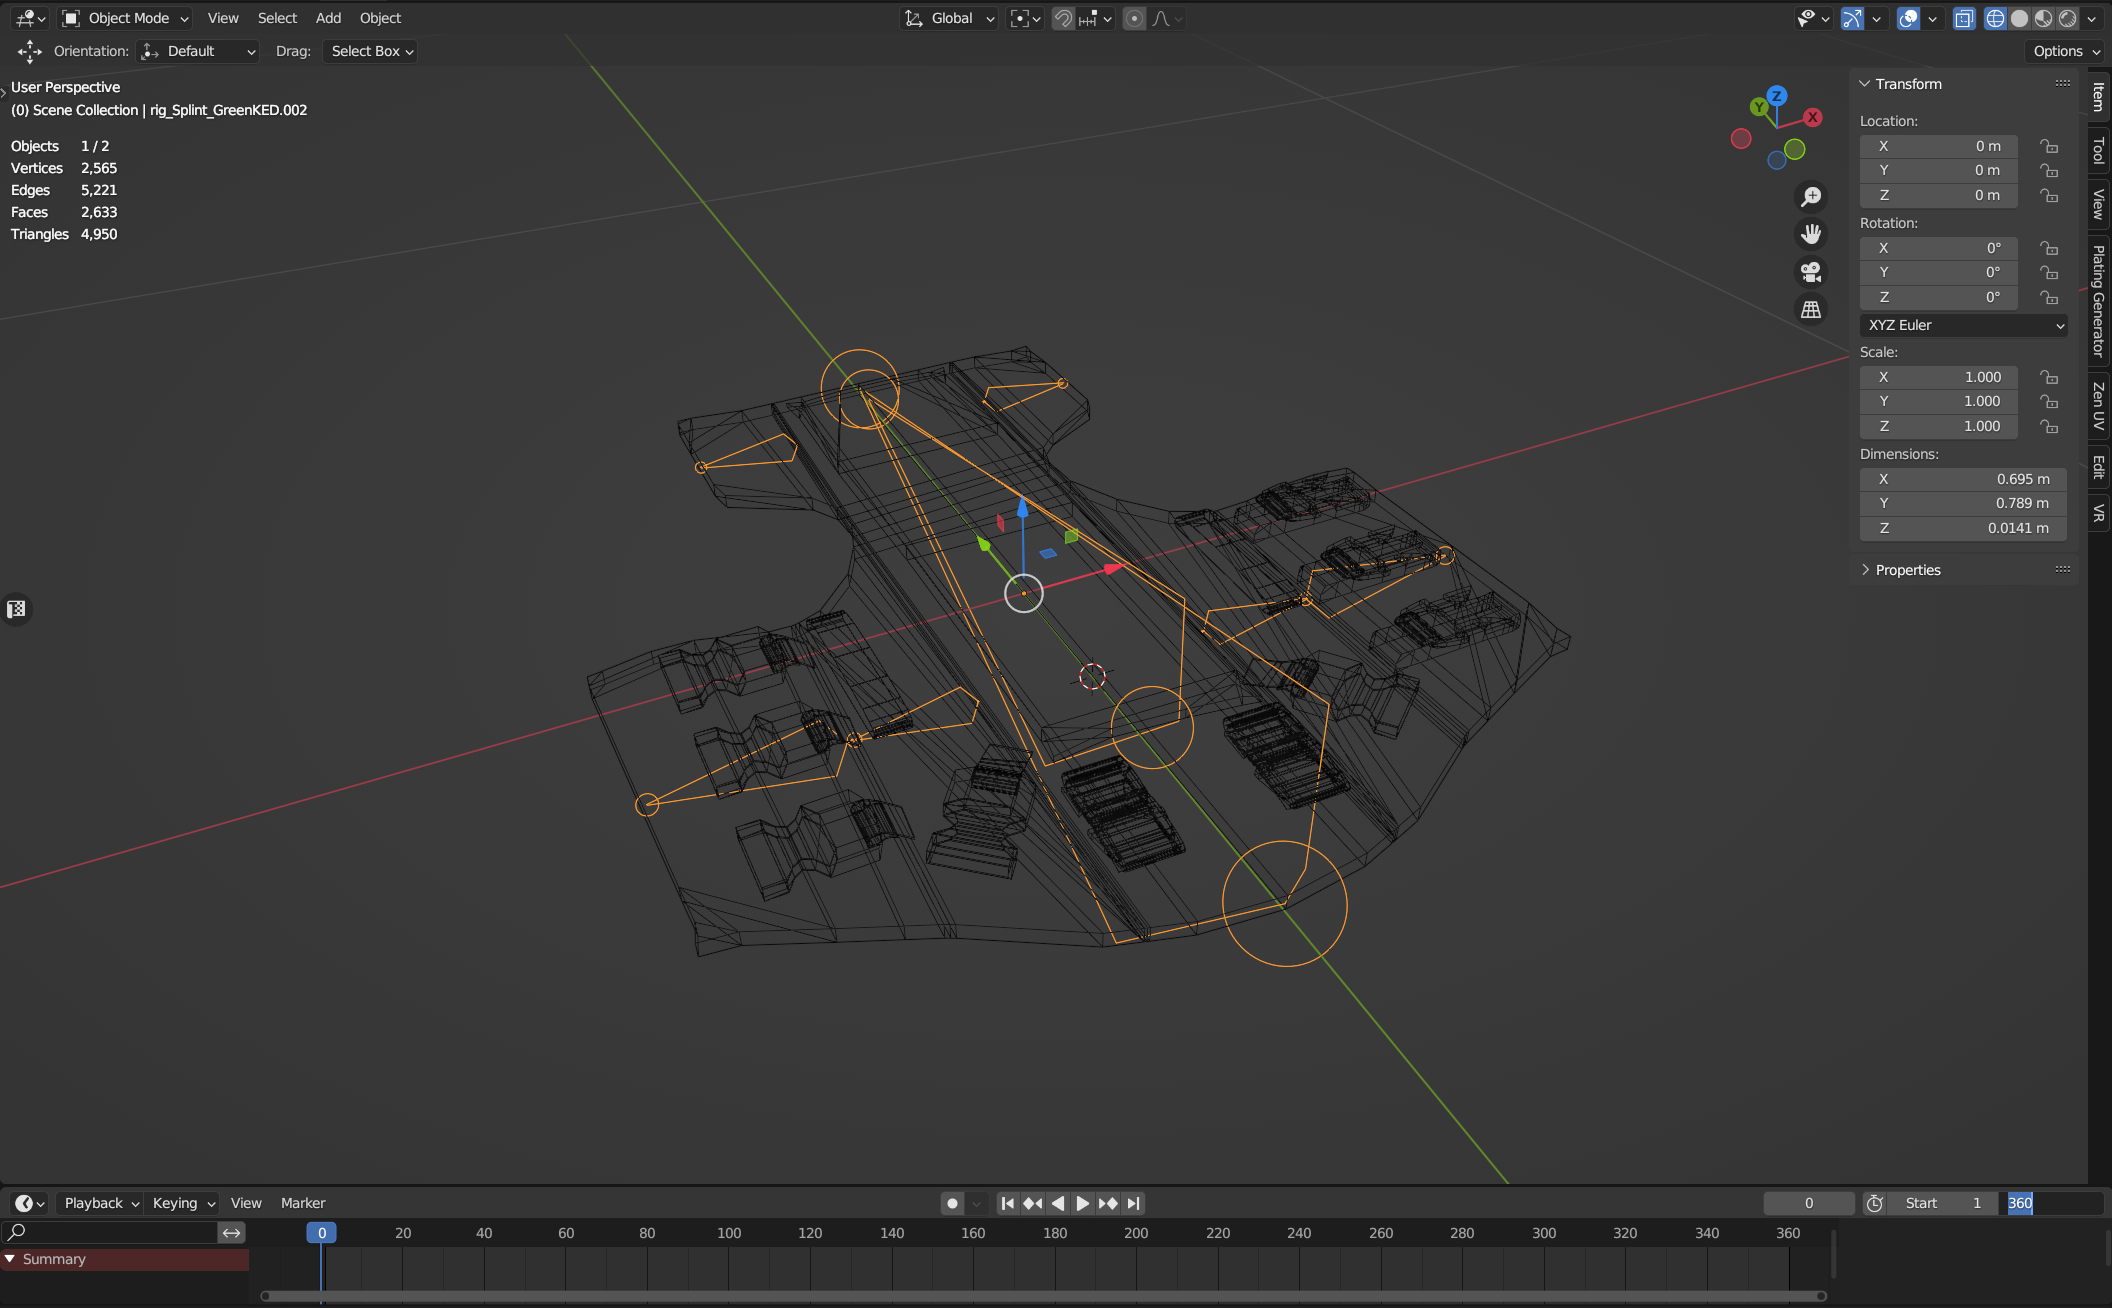 Object Mode View Select Add Object Global
Orientation: Default Drag: Select Box Options
User Perspective
(0) Scene Collection | rig_Splint_GreenKED.002
Objects 1 / 2
Vertices 2,565
Edges 5,221
Faces 2,633
Triangles 4,950
Z
Y
X
Transform
Location:
X 0 m
Y 0 m
Z 0 m
Rotation:
X 0°
Y 0°
Z 0°
XYZ Euler
Scale:
X 1.000
Y 1.000
Z 1.000
Dimensions:
X 0.695 m
Y 0.789 m
Z 0.0141 m
Properties
Item
Tool
View
Plating Generator
Zen UV
Edit
VR
Playback Keying View Marker 0 Start 1 360
0 20 40 60 80 100 120 140 160 180 200 220 240 260 280 300 320 340 360
Summary